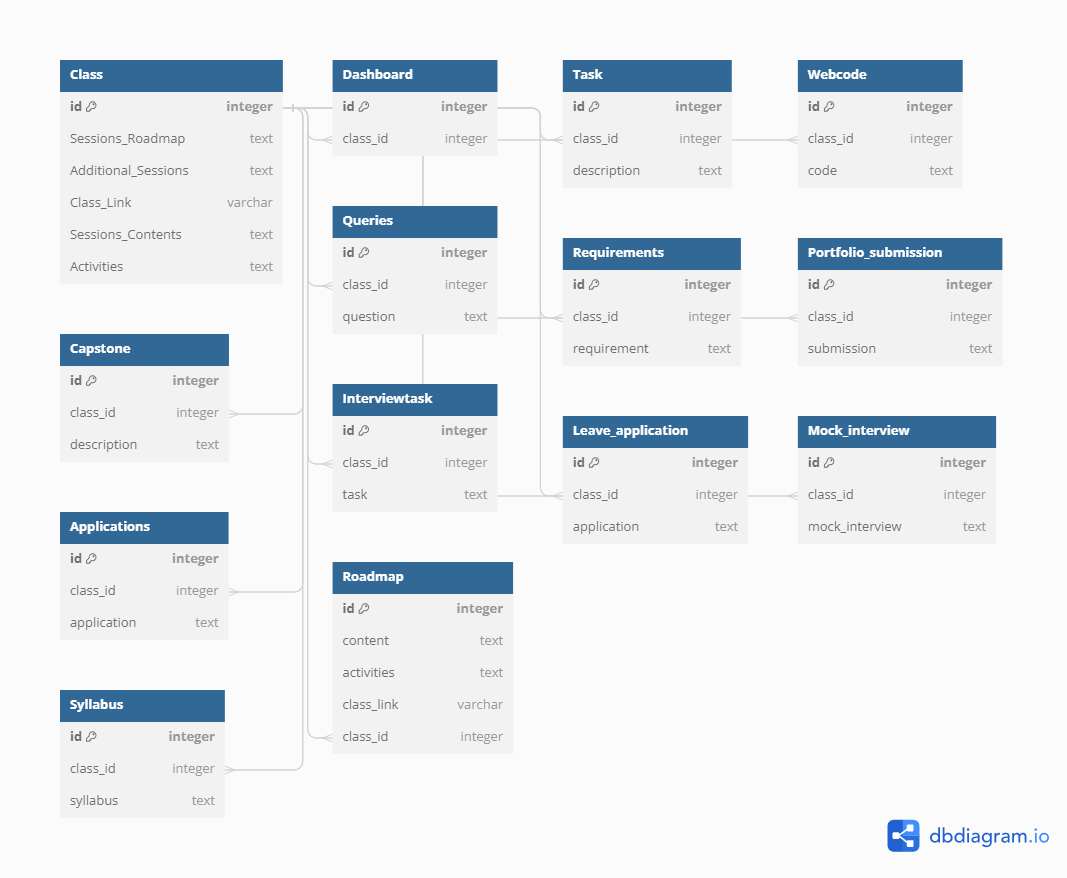 Class
id integer
Sessions_Roadmap text
Additional_Sessions text
Class_Link varchar
Sessions_Contents text
Activities text
Capstone
id integer
class_id integer
description text
Applications
id integer
class_id integer
application text
Syllabus
id integer
class_id integer
syllabus text
Dashboard
id integer
class_id integer
Queries
id integer
class_id integer
question text
Interviewtask
id integer
class_id integer
task text
Roadmap
id integer
content text
activities text
class_link varchar
class_id integer
Task
id integer
class_id integer
description text
Requirements
id integer
class_id integer
requirement text
Leave_application
id integer
class_id integer
application text
Webcode
id integer
class_id integer
code text
Portfolio_submission
id integer
class_id integer
submission text
Mock_interview
id integer
class_id integer
mock_interview text
dbdiagram.io